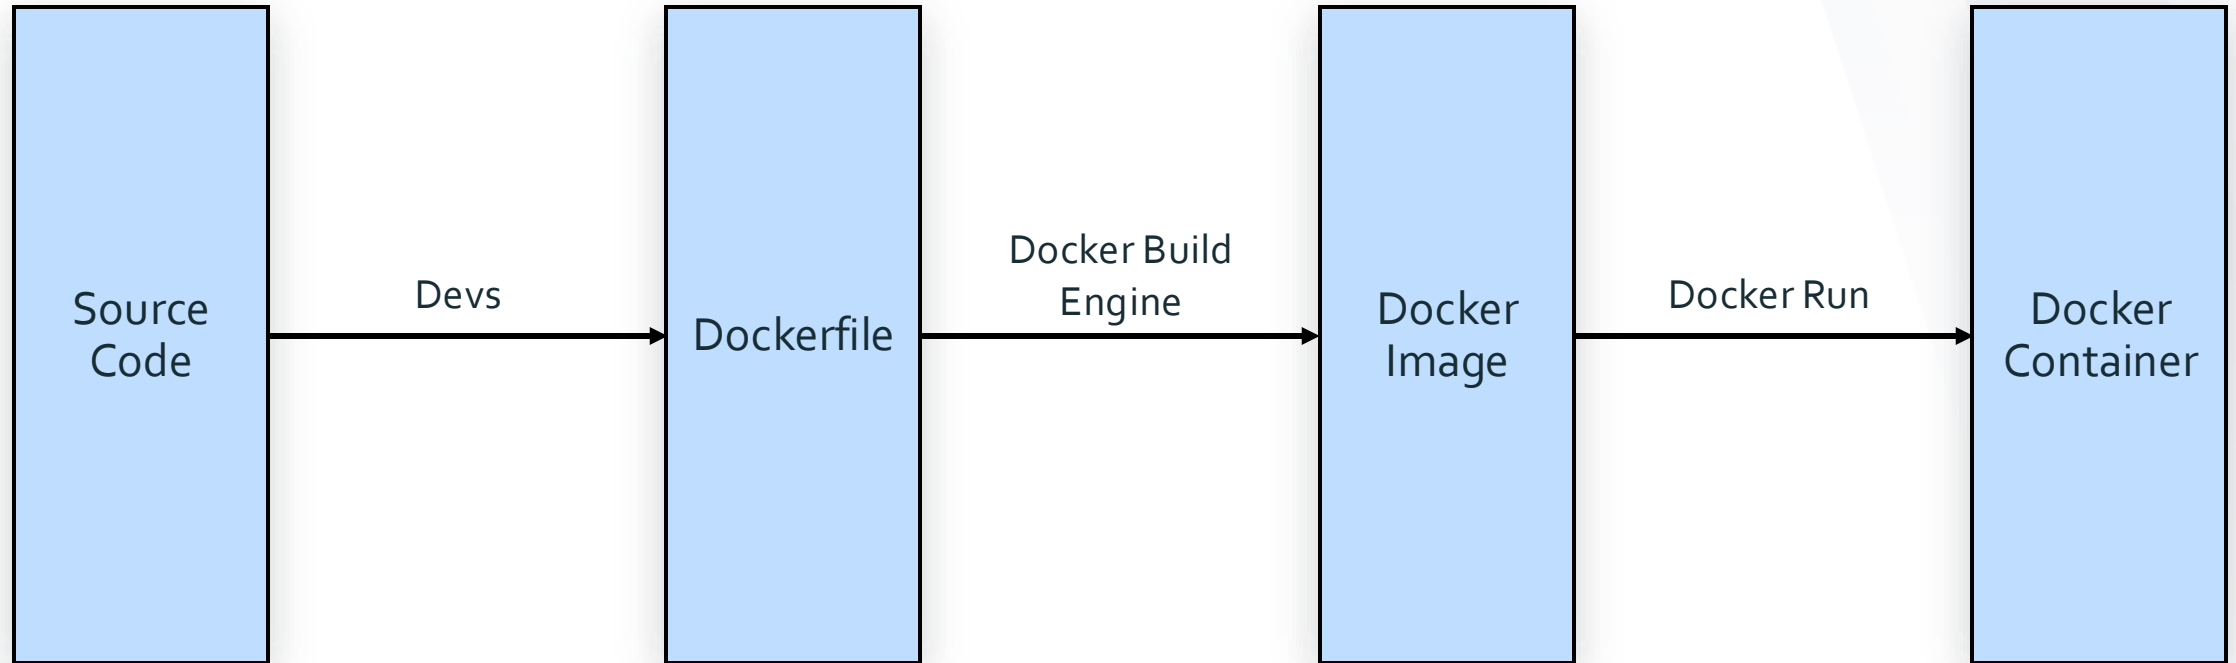 Source
Code
Devs
Dockerfile
Docker Build
Engine
Docker
Image
Docker Run
Docker
Container